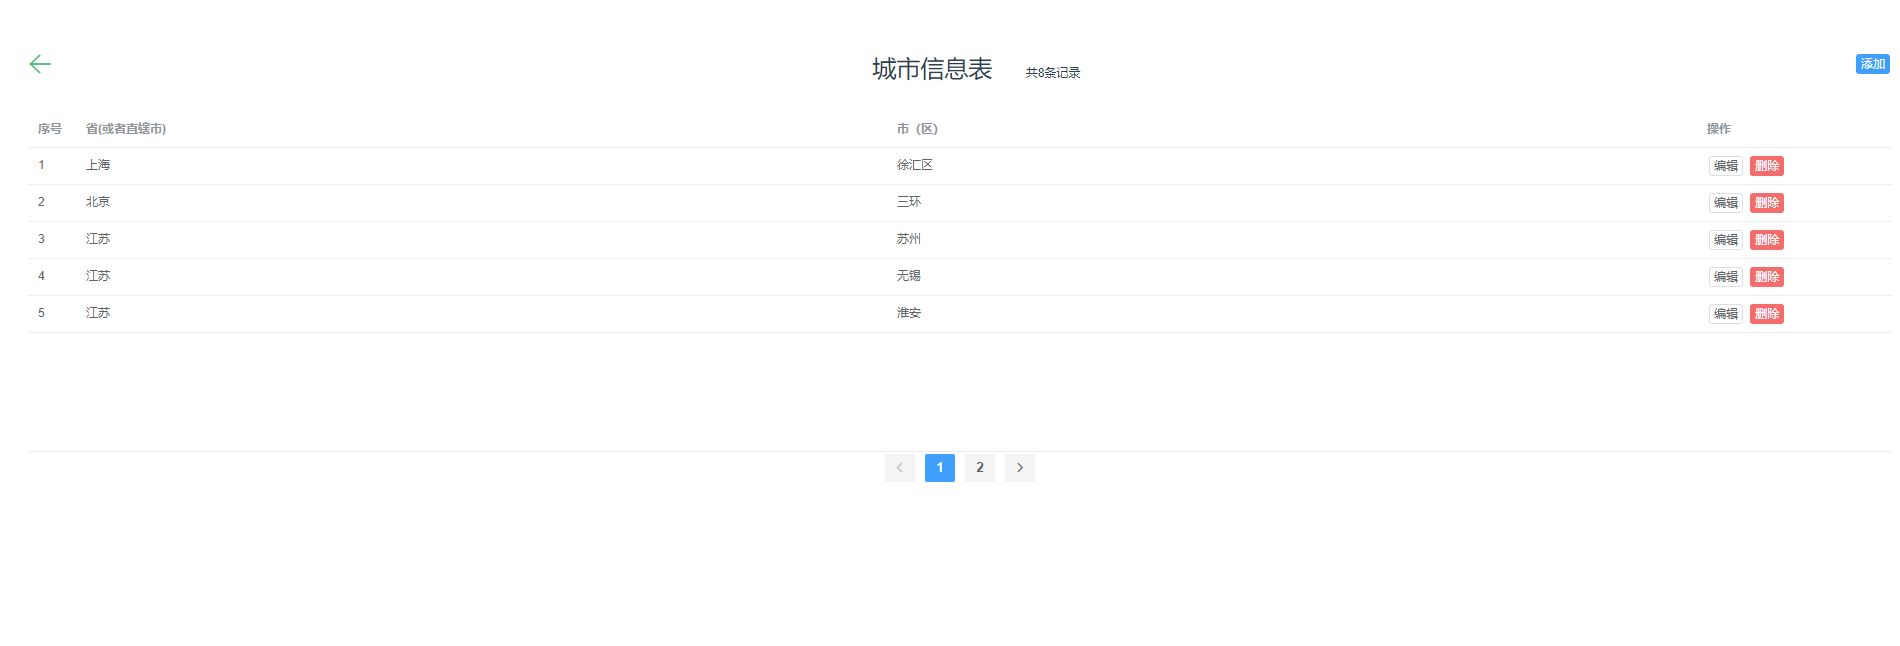 城市信息表 共8条记录 添加
序号 省(或者直辖市) 市（区） 操作
1 上海 徐汇区 编辑 删除
2 北京 三环 编辑 删除
3 江苏 苏州 编辑 删除
4 江苏 无锡 编辑 删除
5 江苏 淮安 编辑 删除
1 2